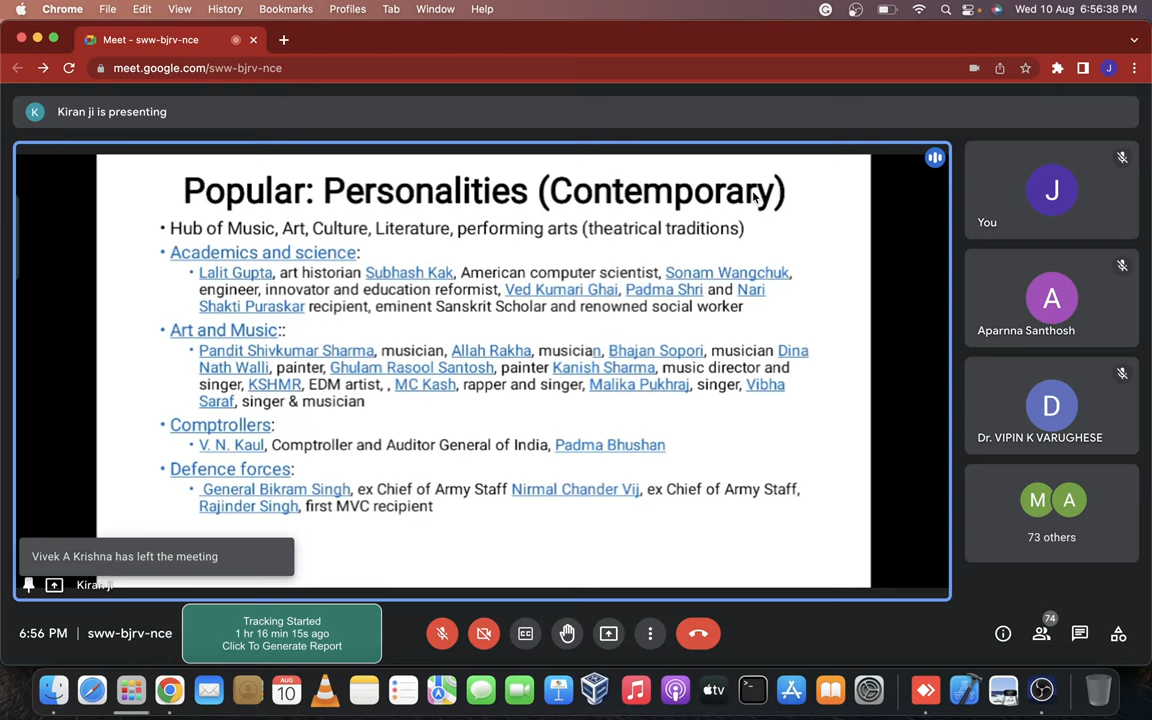 Chrome File Edit View History Bookmarks Profiles Tab Window Help Wed 10 Aug 6:56:38 PM
Meet - sww-bjrv-nce
meet.google.com/sww-bjrv-nce J
K Kiran ji is presenting
Popular: Personalities (Contemporary)
• Hub of Music, Art, Culture, Literature, performing arts (theatrical traditions)
• Academics and science:
• Lalit Gupta, art historian Subhash Kak, American computer scientist, Sonam Wangchuk,
engineer, innovator and education reformist, Ved Kumari Ghai, Padma Shri and Nari
Shakti Puraskar recipient, eminent Sanskrit Scholar and renowned social worker
• Art and Music::
• Pandit Shivkumar Sharma, musician, Allah Rakha, musician, Bhajan Sopori, musician Dina
Nath Walli, painter, Ghulam Rasool Santosh, painter Kanish Sharma, music director and
singer, KSHMR, EDM artist, , MC Kash, rapper and singer, Malika Pukhraj, singer, Vibha
Saraf, singer & musician
• Comptrollers:
• V. N. Kaul, Comptroller and Auditor General of India, Padma Bhushan
• Defence forces:
• General Bikram Singh, ex Chief of Army Staff Nirmal Chander Vij, ex Chief of Army Staff,
Rajinder Singh, first MVC recipient
Vivek A Krishna has left the meeting
Kiran ji
J
You
A
Aparnna Santhosh
D
Dr. VIPIN K VARUGHESE
M A
73 others
6:56 PM | sww-bjrv-nce
Tracking Started
1 hr 16 min 15s ago
Click To Generate Report
74
AUG
10
tv